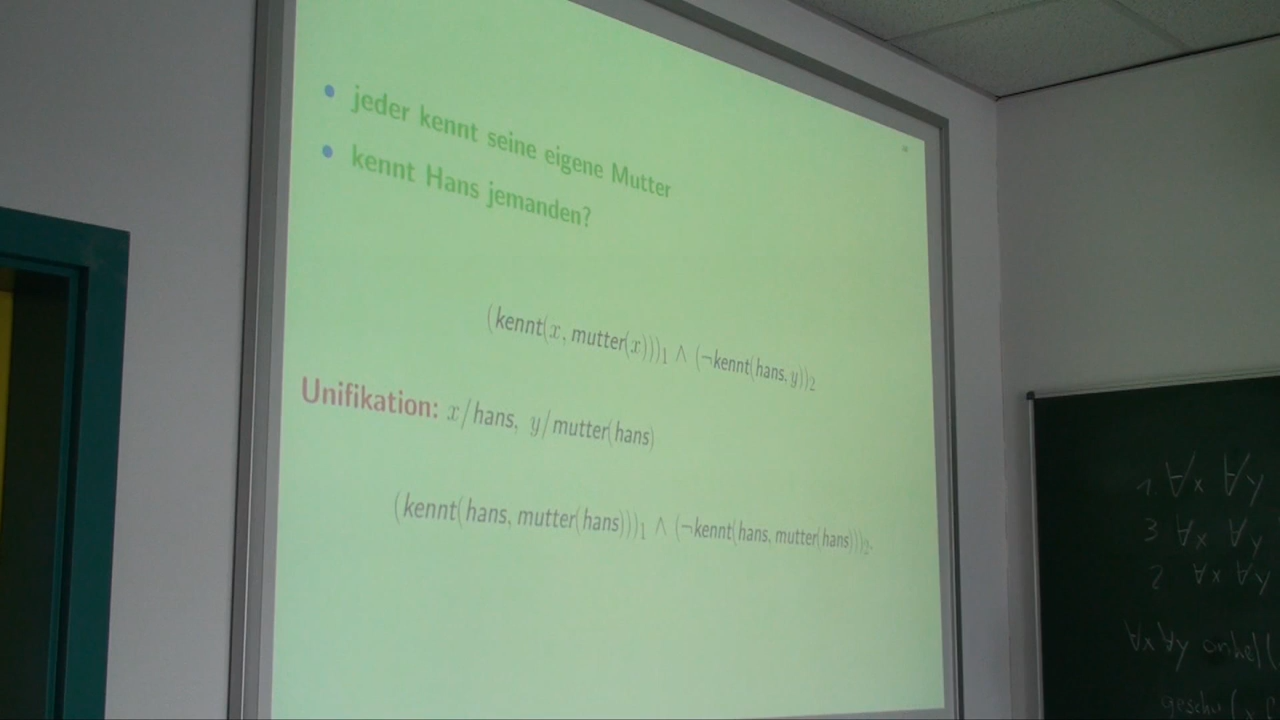 jeder kennt seine eigene Mutter
kennt Hans jemanden?
(kennt(x, mutter(x)))₁ ∧ (¬kennt(hans, y))₂
Unifikation: x/hans, y/mutter(hans)
(kennt(hans, mutter(hans)))₁ ∧ (¬kennt(hans, mutter(hans)))₂.
1. ∀x ∀y
3 ∀x ∀y
2 ∀x ∀y
∀x ∀y onkel(